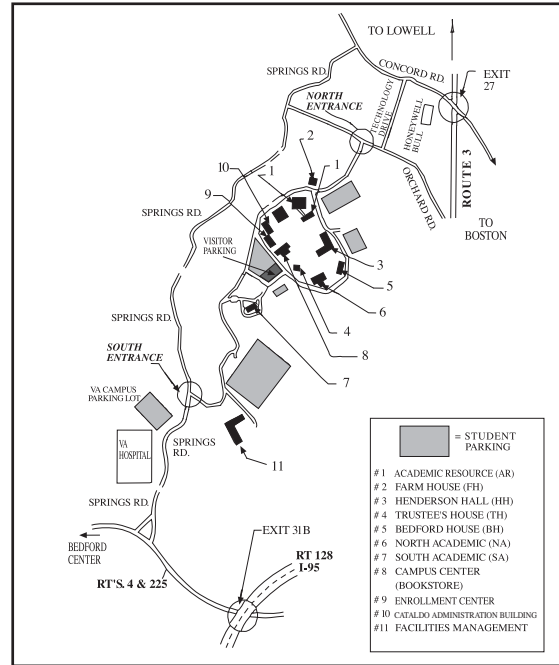 TO LOWELL
CONCORD RD.
SPRINGS RD.
EXIT
27
NORTH
ENTRANCE
TECHNOLOGY
DRIVE
HONEYWELL
BULL
2
10
1
1
ROUTE 3
9
ORCHARD RD.
SPRINGS RD.
TO
BOSTON
VISITOR
PARKING
3
5
6
4
SPRINGS RD.
8
SOUTH
ENTRANCE
7
VA CAMPUS
PARKING LOT
VA
HOSPITAL
SPRINGS
RD.
11
SPRINGS RD.
EXIT 31B
BEDFORD
CENTER
RT 128
I-95
RT'S. 4 & 225
= STUDENT
PARKING
# 1 ACADEMIC RESOURCE (AR)
# 2 FARM HOUSE (FH)
# 3 HENDERSON HALL (HH)
# 4 TRUSTEE'S HOUSE (TH)
# 5 BEDFORD HOUSE (BH)
# 6 NORTH ACADEMIC (NA)
# 7 SOUTH ACADEMIC (SA)
# 8 CAMPUS CENTER
(BOOKSTORE)
# 9 ENROLLMENT CENTER
# 10 CATALDO ADMINISTRATION BUILDING
#11 FACILITIES MANAGEMENT